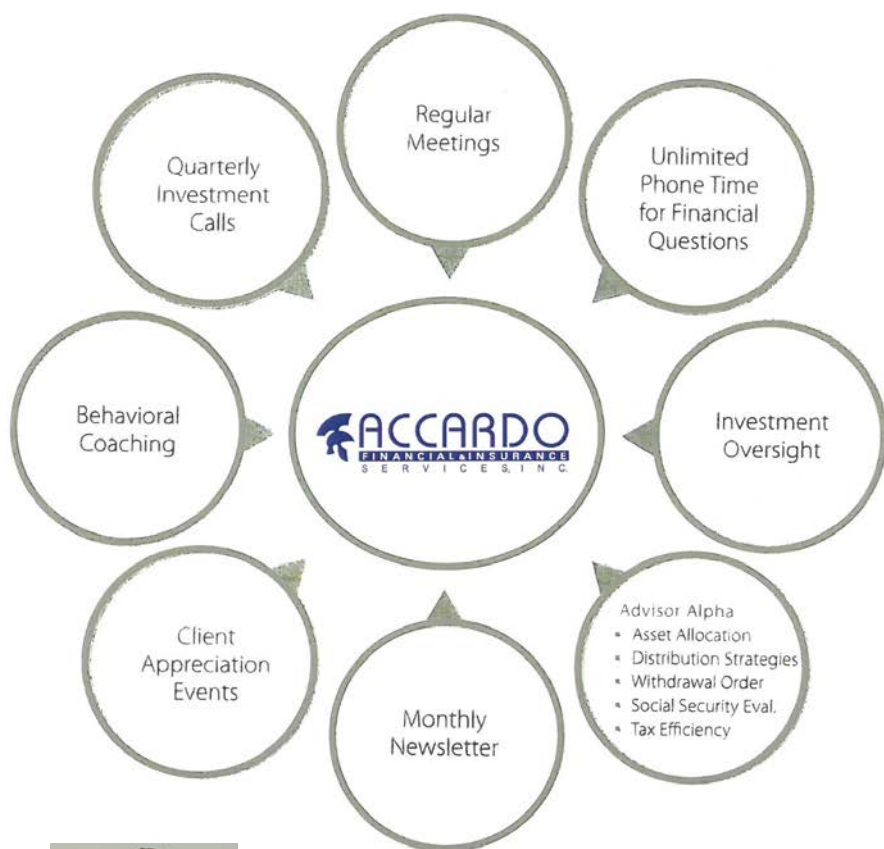 Regular
Meetings
Unlimited
Phone Time
for Financial
Questions
Investment
Oversight
Advisor Alpha
• Asset Allocation
• Distribution Strategies
• Withdrawal Order
• Social Security Eval.
• Tax Efficiency
Monthly
Newsletter
Client
Appreciation
Events
Behavioral
Coaching
Quarterly
Investment
Calls
ACCARDO
FINANCIAL & INSURANCE
SERVICES, INC.